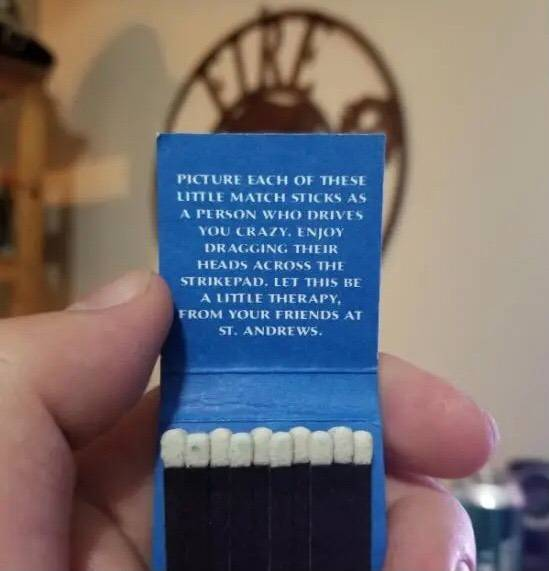 FIRE
PICTURE EACH OF THESE
LITTLE MATCH STICKS AS
A PERSON WHO DRIVES
YOU CRAZY. ENJOY
DRAGGING THEIR
HEADS ACROSS THE
STRIKEPAD. LET THIS BE
A LITTLE THERAPY,
FROM YOUR FRIENDS AT
ST. ANDREWS.